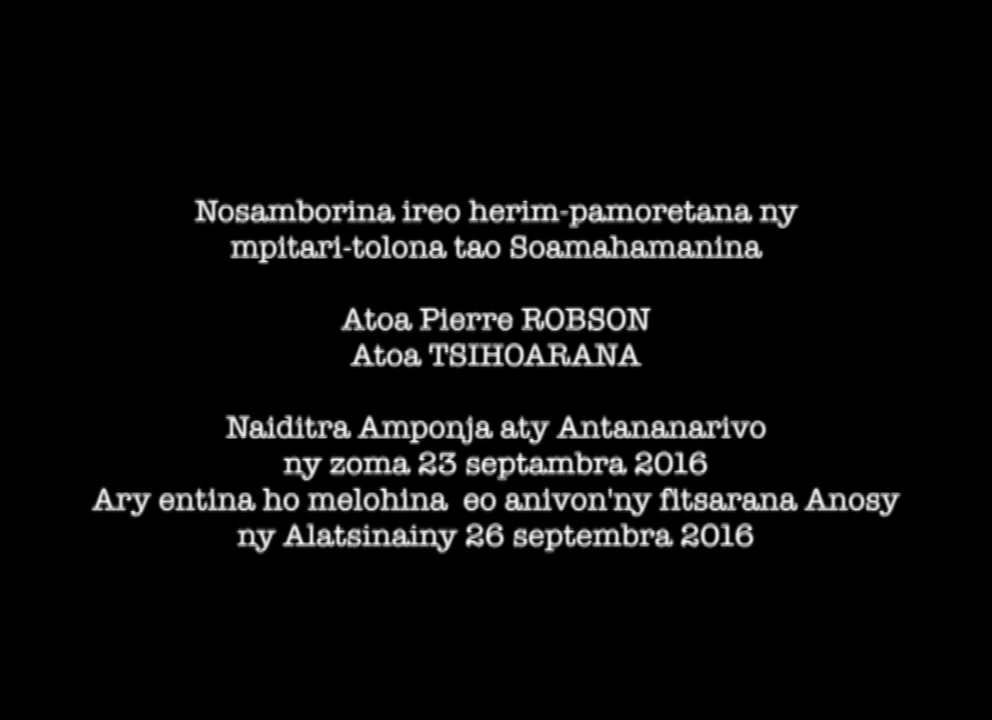 Nosamborina ireo herim-pamoretana ny
mpitari-tolona tao Soamahamanina
Atoa Pierre ROBSON
Atoa TSIHOARANA
Naiditra Amponja aty Antananarivo
ny zoma 23 septambra 2016
Ary entina ho melohina eo anivon'ny fitsarana Anosy
ny Alatsinainy 26 septembra 2016